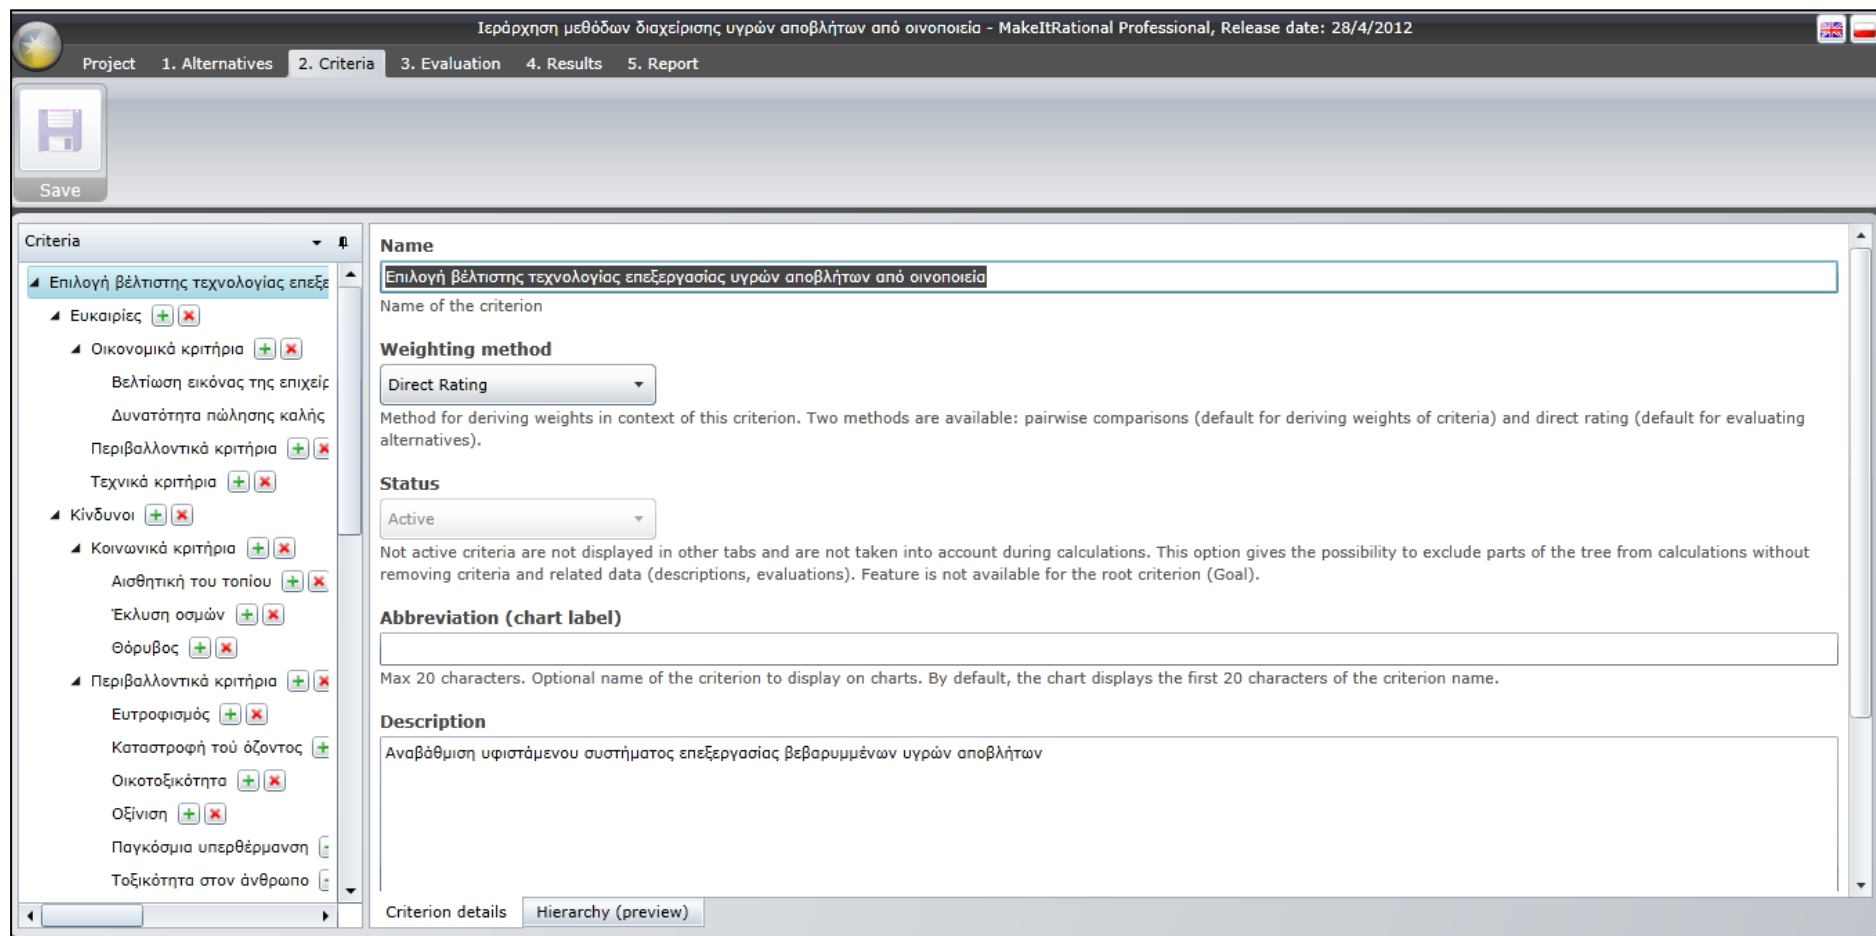 Ιεράρχηση μεθόδων διαχείρισης υγρών αποβλήτων από οινοποιεία - MakeItRational Professional, Release date: 28/4/2012
Project 1. Alternatives 2. Criteria 3. Evaluation 4. Results 5. Report
Save
Criteria
Επιλογή βέλτιστης τεχνολογίας επεξε
Ευκαιρίες
Οικονομικά κριτήρια
Βελτίωση εικόνας της επιχείρ
Δυνατότητα πώλησης καλής
Περιβαλλοντικά κριτήρια
Τεχνικά κριτήρια
Κίνδυνοι
Κοινωνικά κριτήρια
Αισθητική του τοπίου
Έκλυση οσμών
Θόρυβος
Περιβαλλοντικά κριτήρια
Ευτροφισμός
Καταστροφή τού όζοντος
Οικοτοξικότητα
Οξίνιση
Παγκόσμια υπερθέρμανση
Τοξικότητα στον άνθρωπο
Name
Επιλογή βέλτιστης τεχνολογίας επεξεργασίας υγρών αποβλήτων από οινοποιεία
Name of the criterion
Weighting method
Direct Rating
Method for deriving weights in context of this criterion. Two methods are available: pairwise comparisons (default for deriving weights of criteria) and direct rating (default for evaluating
alternatives).
Status
Active
Not active criteria are not displayed in other tabs and are not taken into account during calculations. This option gives the possibility to exclude parts of the tree from calculations without
removing criteria and related data (descriptions, evaluations). Feature is not available for the root criterion (Goal).
Abbreviation (chart label)
Max 20 characters. Optional name of the criterion to display on charts. By default, the chart displays the first 20 characters of the criterion name.
Description
Αναβάθμιση υφιστάμενου συστήματος επεξεργασίας βεβαρυμμένων υγρών αποβλήτων
Criterion details Hierarchy (preview)